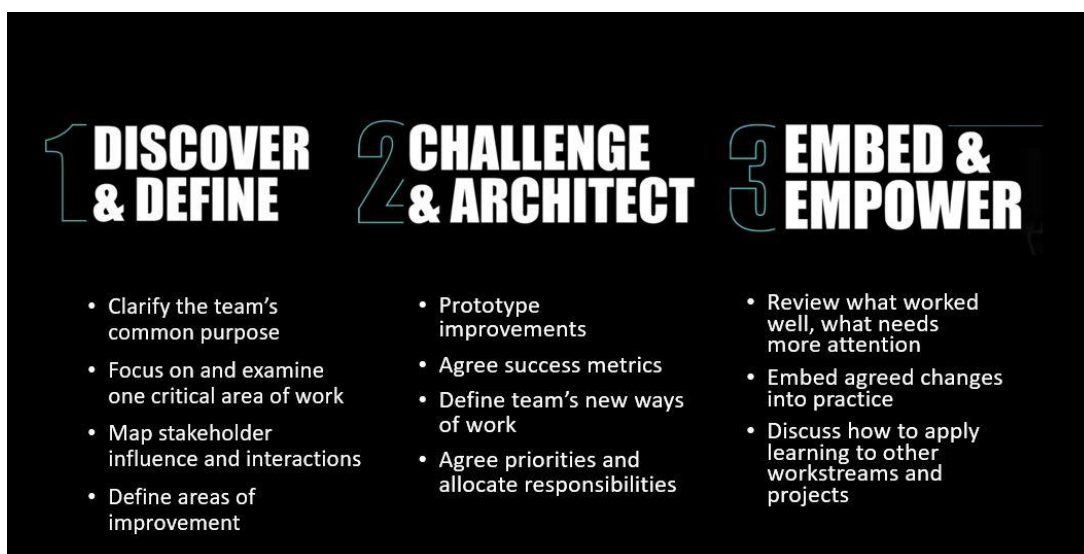 1 DISCOVER
& DEFINE
• Clarify the team's
common purpose
• Focus on and examine
one critical area of work
• Map stakeholder
influence and interactions
• Define areas of
improvement
2 CHALLENGE
& ARCHITECT
• Prototype
improvements
• Agree success metrics
• Define team's new ways
of work
• Agree priorities and
allocate responsibilities
3 EMBED &
EMPOWER
• Review what worked
well, what needs
more attention
• Embed agreed changes
into practice
• Discuss how to apply
learning to other
workstreams and
projects